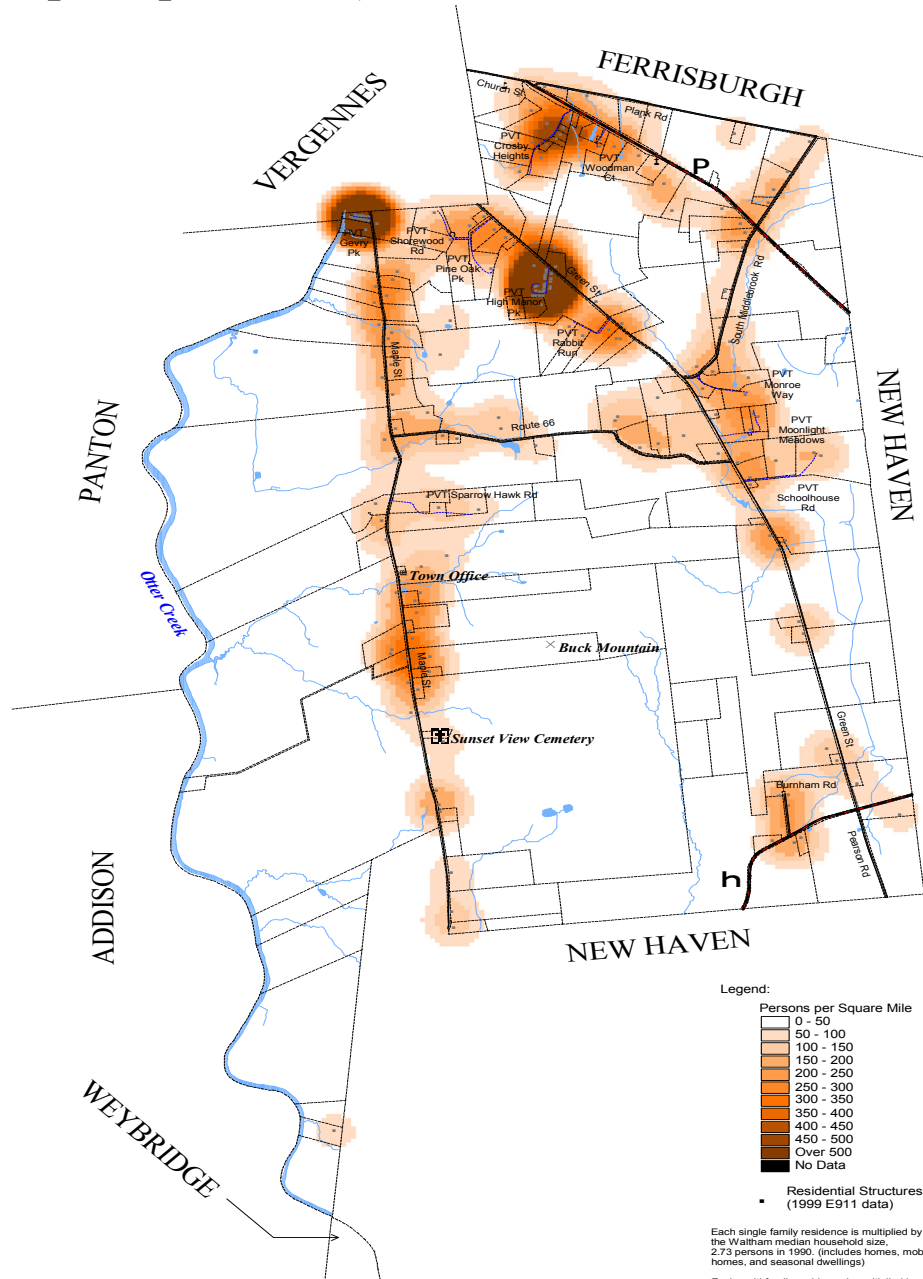 FERRISBURGH
VERGENNES
Church St
Plank Rd
PVT
Crosby
Heights
PVT
Woodman
Ct
P
PVT
Gevry
Pk
PVT
Shorewood
Rd
PVT
Pine Oak
Pk
Green St
PVT
High Manor
Pk
PVT
Rabbit
Run
South Middlebrook Rd
Maple St
PVT
Monroe
Way
NEW HAVEN
PANTON
Route 66
PVT
Moonlight
Meadows
PVT Sparrow Hawk Rd
PVT
Schoolhouse
Rd
Otter Creek
Town Office
Buck Mountain
Maple St
Sunset View Cemetery
Green St
Burnham Rd
Pearson Rd
ADDISON
h
NEW HAVEN
WEYBRIDGE
Legend:
Persons per Square Mile
0 - 50
50 - 100
100 - 150
150 - 200
200 - 250
250 - 300
300 - 350
350 - 400
400 - 450
450 - 500
Over 500
No Data
Residential Structures
(1999 E911 data)
Each single family residence is multiplied by
the Waltham median household size,
2.73 persons in 1990. (includes homes, mob
homes, and seasonal dwellings)